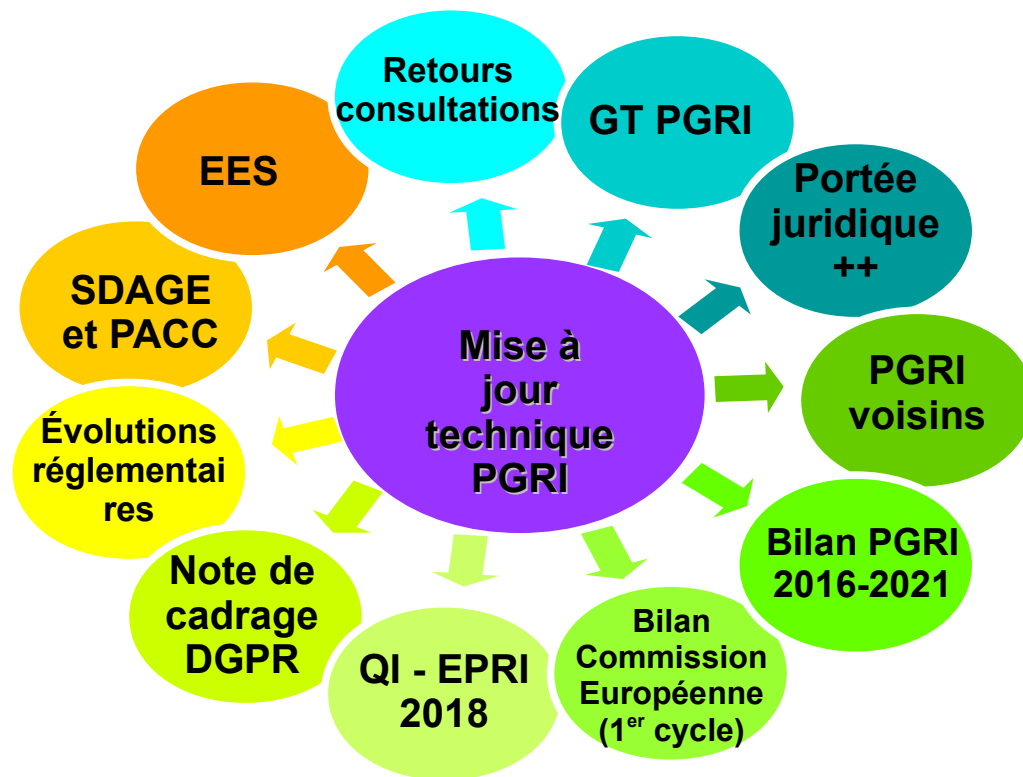 Retours
consultations
GT PGRI
Portée
juridique
++
PGRI
voisins
Bilan PGRI
2016-2021
Bilan
Commission
Européenne
(1er cycle)
QI - EPRI
2018
Note de
cadrage
DGPR
Évolutions
réglementai
res
SDAGE
et PACC
EES
Mise à
jour
technique
PGRI